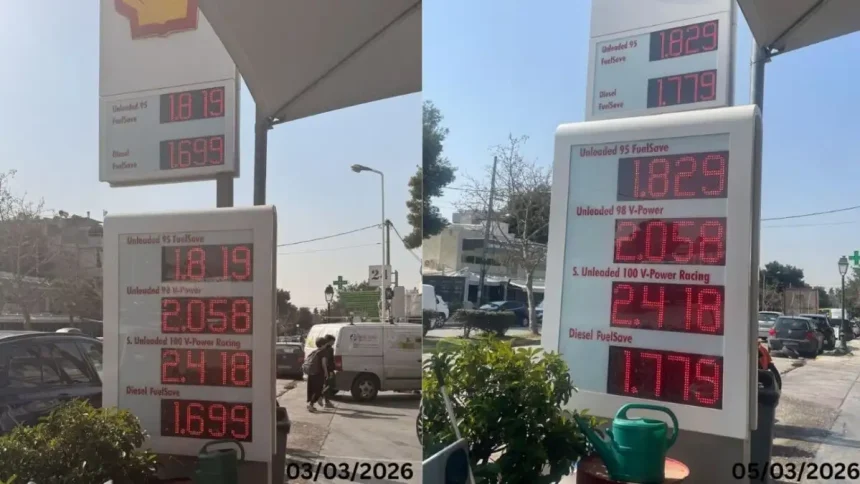 Unleaded 95
FuelSave
1.819
Diesel
FuelSave
1.699
Unleaded 95 FuelSave
1.819
Unleaded 98 V-Power
2.058
S. Unleaded 100 V-Power Racing
2.418
Diesel FuelSave
1.699
03/03/2026
Unleaded 95
FuelSave
1.829
Diesel
FuelSave
1.779
Unleaded 95 FuelSave
1.829
Unleaded 98 V-Power
2.058
S. Unleaded 100 V-Power Racing
2.418
Diesel FuelSave
1.779
05/03/2026